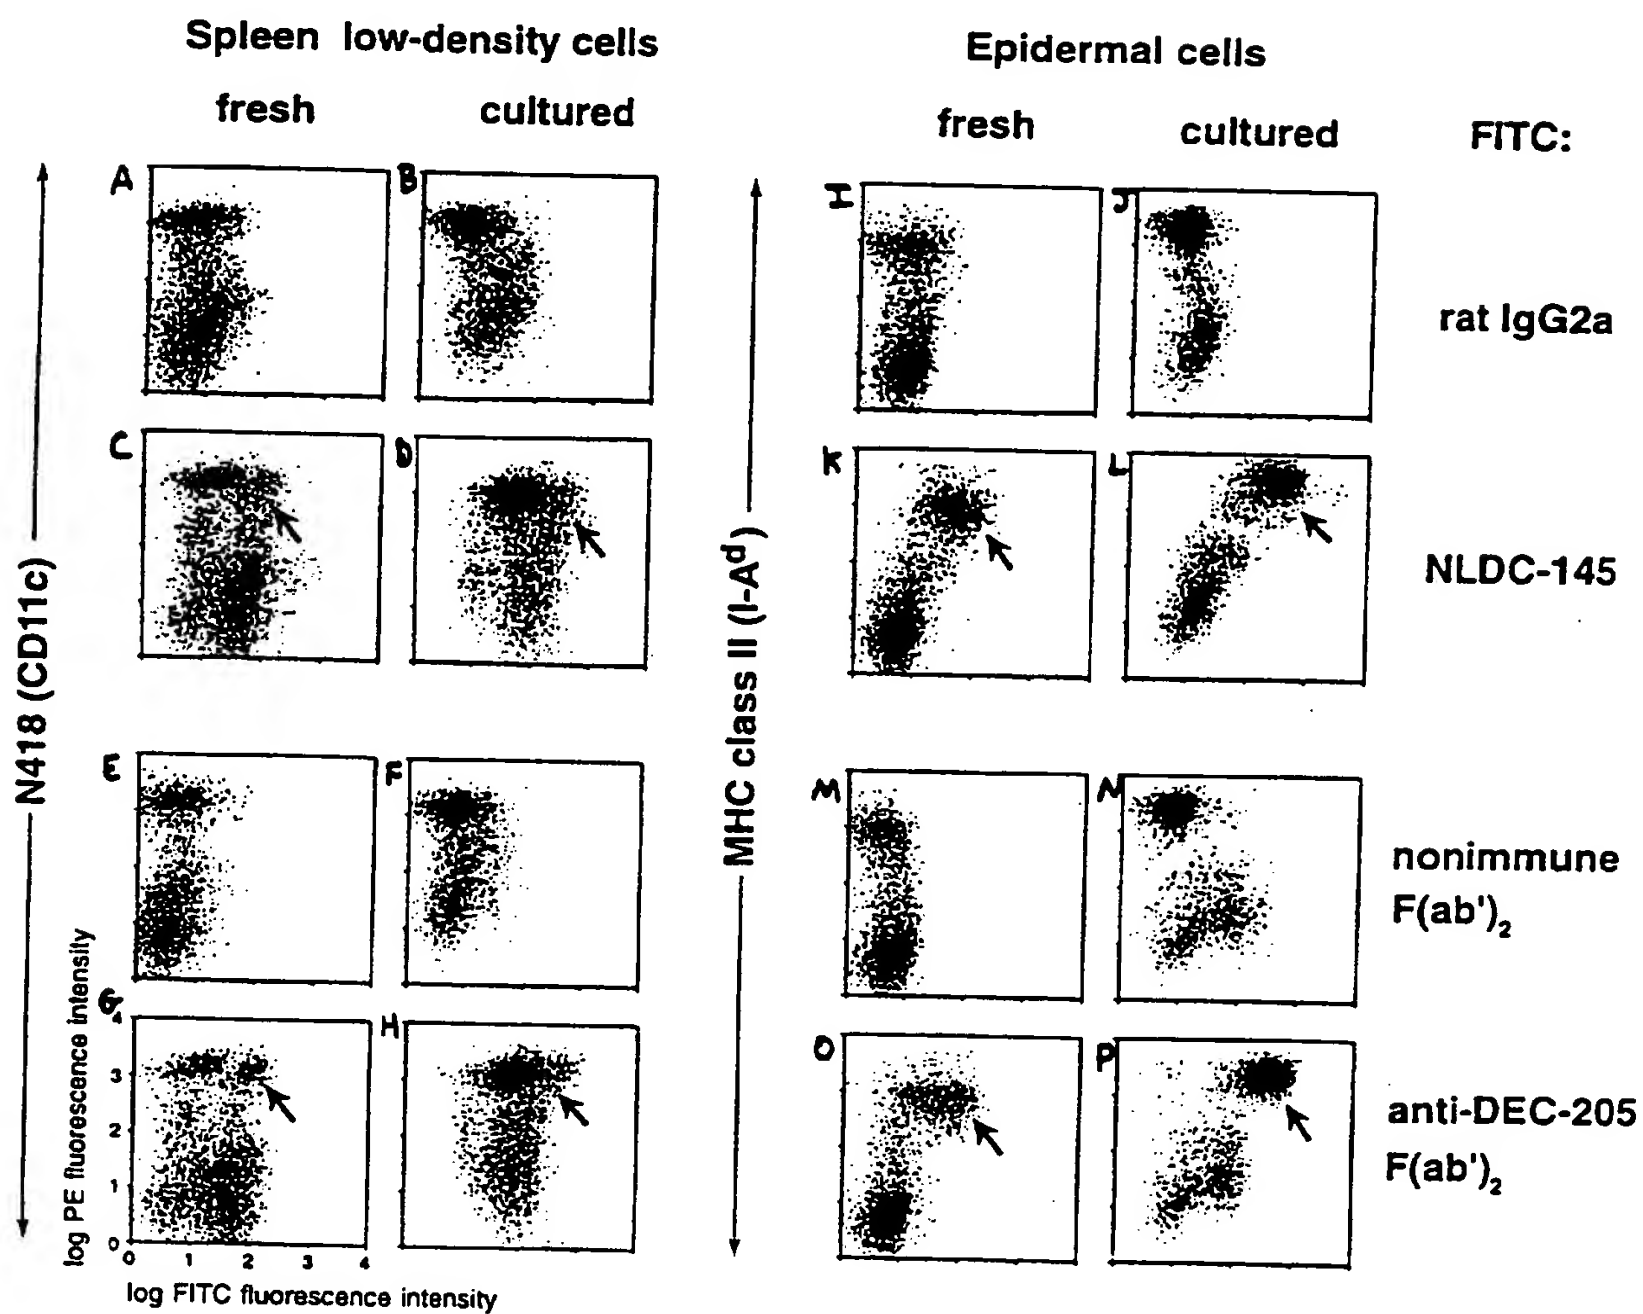 Spleen low-density cells
Epidermal cells
fresh
cultured
fresh
cultured
FITC:
A
B
I
J
rat IgG2a
C
D
K
L
NLDC-145
N418 (CD11c)
MHC class II (I-Aᵈ)
E
F
M
N
nonimmune
F(ab')₂
G
H
O
P
anti-DEC-205
F(ab')₂
log PE fluorescence intensity
4
3
2
1
0
0 1 2 3 4
log FITC fluorescence intensity